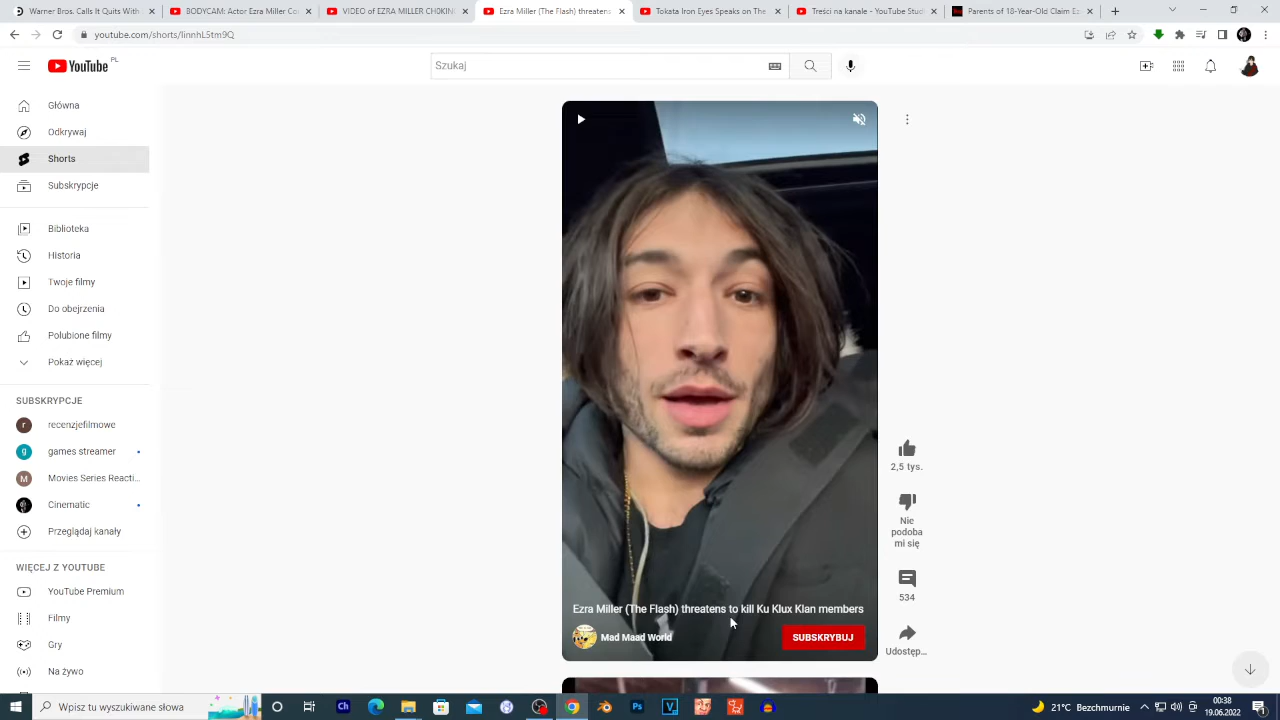 Warner Bros. Calls It Quits With
BODYCAM: Actor Ezra Miller Co
VIDEO of EZRA MILLER CHOKIN
Ezra Miller (The Flash) threatens
Tokata Iron Eyes Speaks on The
Treści na kanale - YouTube Stud
Parents of 18-Year-Old Claim Ez
youtube.com/shorts/linnhL5tm9Q
YouTube PL
Szukaj
Główna
Odkrywaj
Shorts
Subskrypcje
Biblioteka
Historia
Twoje filmy
Do obejrzenia
Polubione filmy
Pokaż więcej
SUBSKRYPCJE
r recenzjefilmowe
g games streamer
M Movies Series Reacti...
Cinematic
Przeglądaj kanały
WIĘCEJ Z YOUTUBE
YouTube Premium
Filmy
Gry
Na żywo
Ezra Miller (The Flash) threatens to kill Ku Klux Klan members
Mad Maad World
SUBSKRYBUJ
2,5 tys.
Nie
podoba
mi się
534
Udostęp...
Wpisz tu wyszukiwane słowa
Ch
Ps
V
21°C Bezchmurnie
00:38
19.06.2022